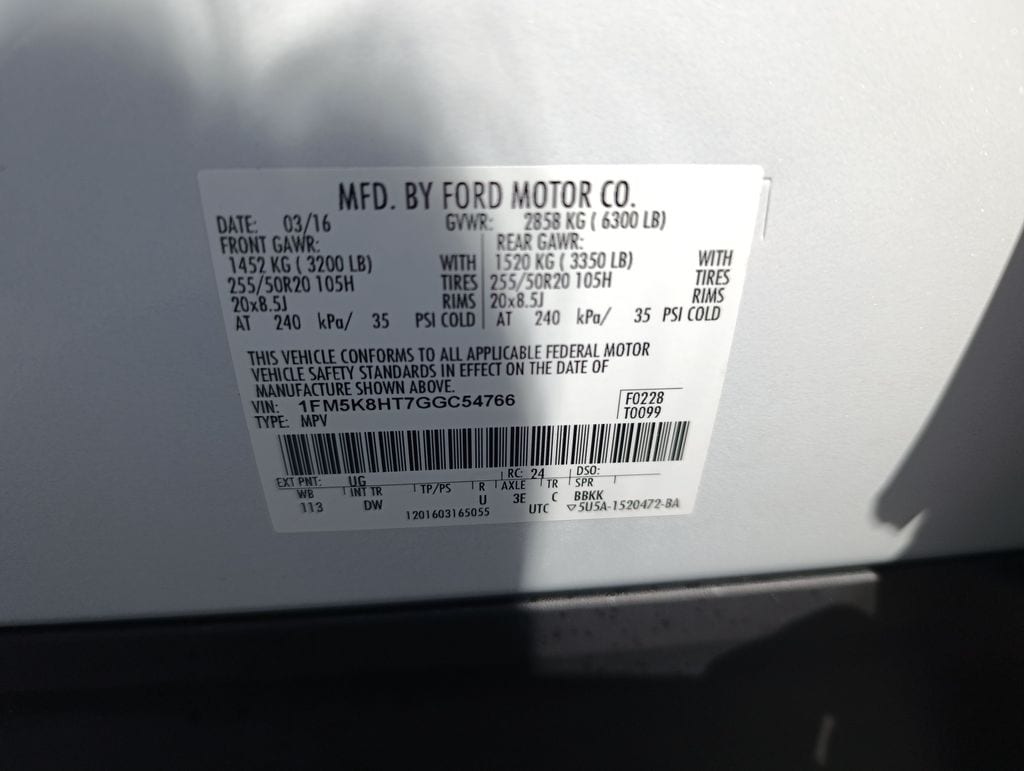 MFD. BY FORD MOTOR CO.
DATE: 03/16 GVWR: 2858 KG ( 6300 LB)
FRONT GAWR: REAR GAWR:
1452 KG ( 3200 LB) WITH 1520 KG ( 3350 LB) WITH
255/50R20 105H TIRES 255/50R20 105H TIRES
20x8.5J RIMS 20x8.5J RIMS
AT 240 kPa/ 35 PSI COLD AT 240 kPa/ 35 PSI COLD
THIS VEHICLE CONFORMS TO ALL APPLICABLE FEDERAL MOTOR
VEHICLE SAFETY STANDARDS IN EFFECT ON THE DATE OF
MANUFACTURE SHOWN ABOVE.
VIN: 1FM5K8HT7GGC54766 F0228
TYPE: MPV T0099
EXT PNT: UG RC: 24 DSO:
WB INT TR TP/PS R AXLE TR SPR
113 DW U 3E C BBKK
1201603165055 UTC ▽5U5A-1520472-BA